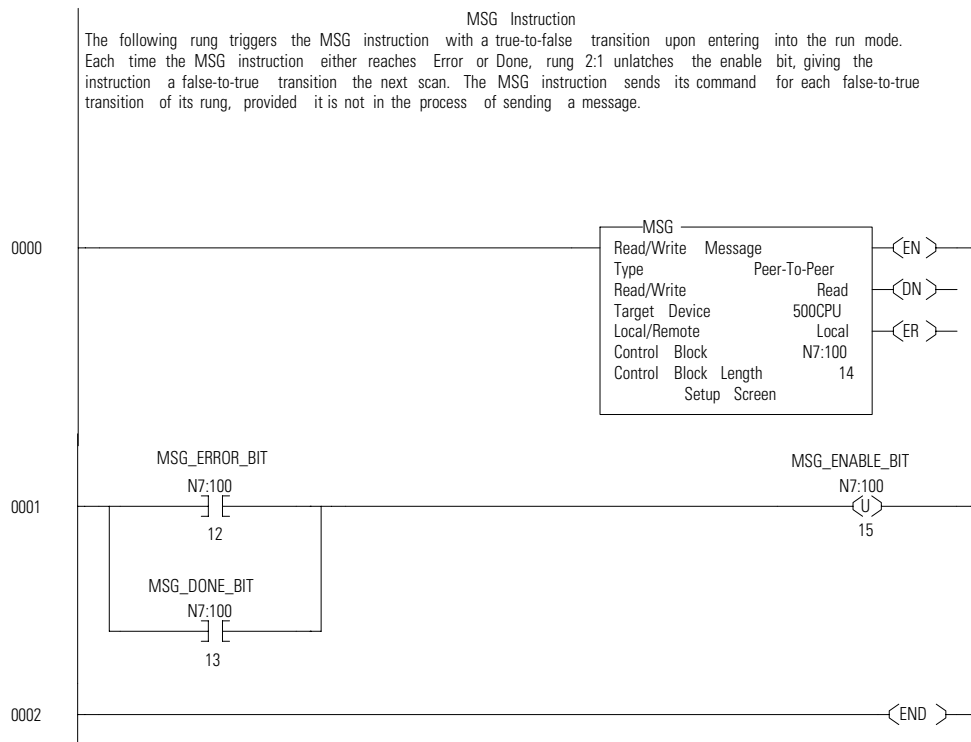 MSG Instruction
The following rung triggers the MSG instruction with a true-to-false transition upon entering into the run mode.
Each time the MSG instruction either reaches Error or Done, rung 2:1 unlatches the enable bit, giving the
instruction a false-to-true transition the next scan. The MSG instruction sends its command for each false-to-true
transition of its rung, provided it is not in the process of sending a message.
0000
MSG
Read/Write Message
Type Peer-To-Peer
Read/Write Read
Target Device 500CPU
Local/Remote Local
Control Block N7:100
Control Block Length 14
Setup Screen
EN
DN
ER
0001
MSG_ERROR_BIT
N7:100
12
MSG_DONE_BIT
N7:100
13
MSG_ENABLE_BIT
N7:100
U
15
0002
END